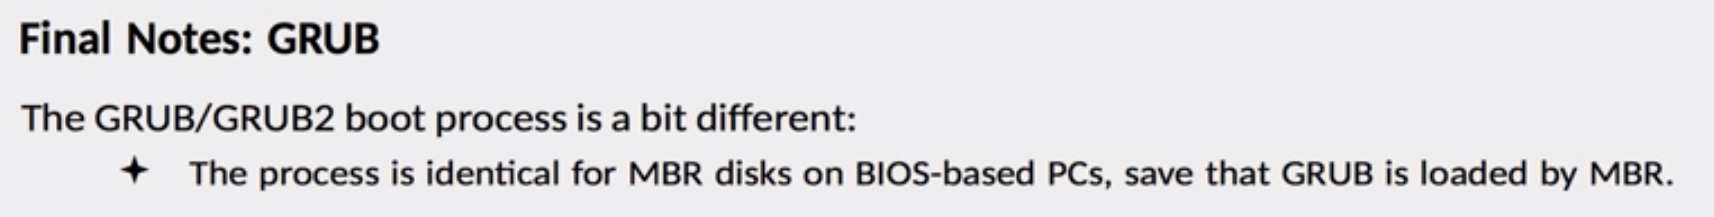 Final Notes: GRUB
The GRUB/GRUB2 boot process is a bit different:
✦ The process is identical for MBR disks on BIOS-based PCs, save that GRUB is loaded by MBR.